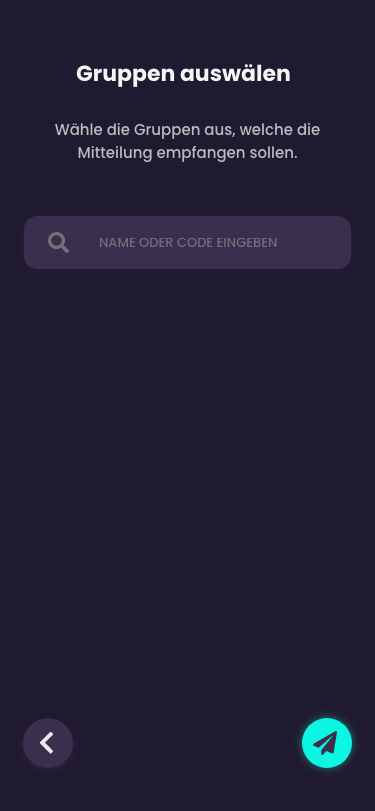 Gruppen auswälen
Wähle die Gruppen aus, welche die
Mitteilung empfangen sollen.
NAME ODER CODE EINGEBEN